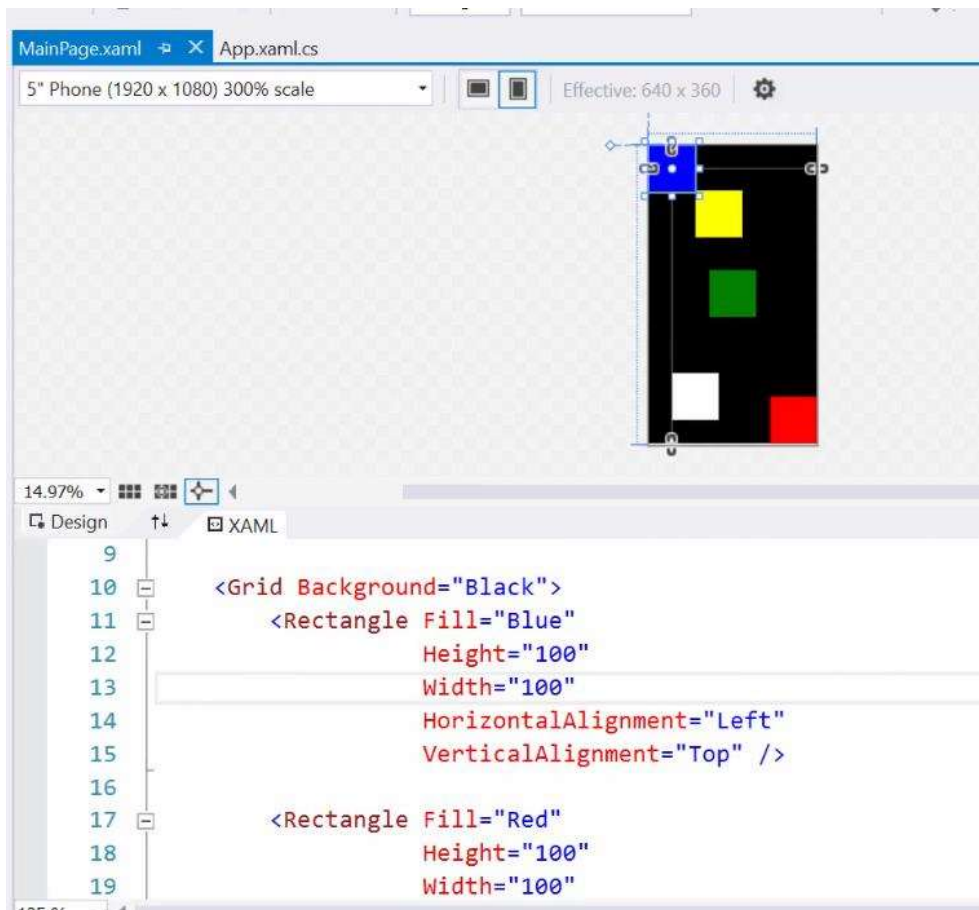 MainPage.xaml App.xaml.cs
5" Phone (1920 x 1080) 300% scale Effective: 640 x 360
14.97%
Design XAML
9
10 <Grid Background="Black">
11 <Rectangle Fill="Blue"
12 Height="100"
13 Width="100"
14 HorizontalAlignment="Left"
15 VerticalAlignment="Top" />
16
17 <Rectangle Fill="Red"
18 Height="100"
19 Width="100"